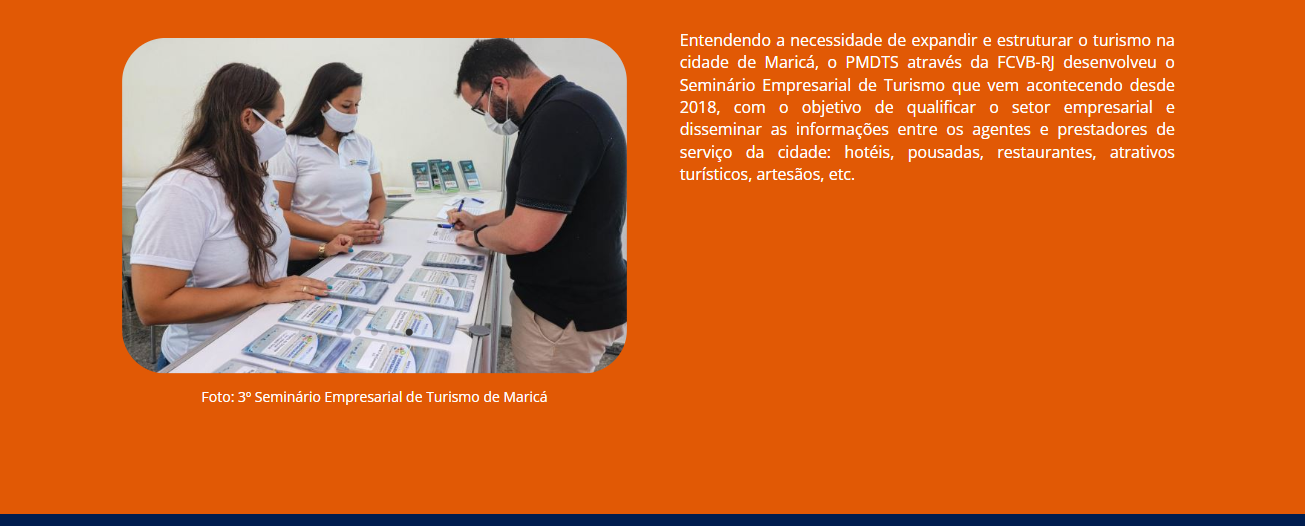 Entendendo a necessidade de expandir e estruturar o turismo na
cidade de Maricá, o PMDTS através da FCVB-RJ desenvolveu o
Seminário Empresarial de Turismo que vem acontecendo desde
2018, com o objetivo de qualificar o setor empresarial e
disseminar as informações entre os agentes e prestadores de
serviço da cidade: hotéis, pousadas, restaurantes, atrativos
turísticos, artesãos, etc.
Foto: 3º Seminário Empresarial de Turismo de Maricá